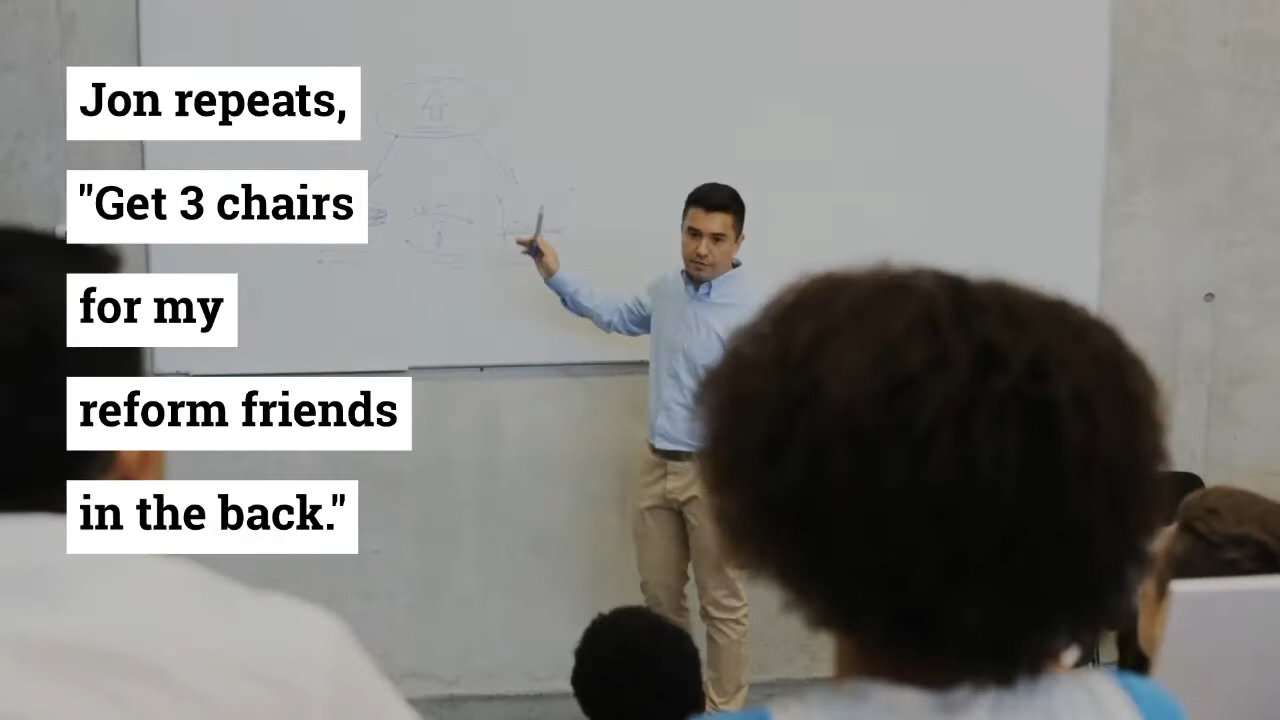 Jon repeats,
"Get 3 chairs
for my
reform friends
in the back."